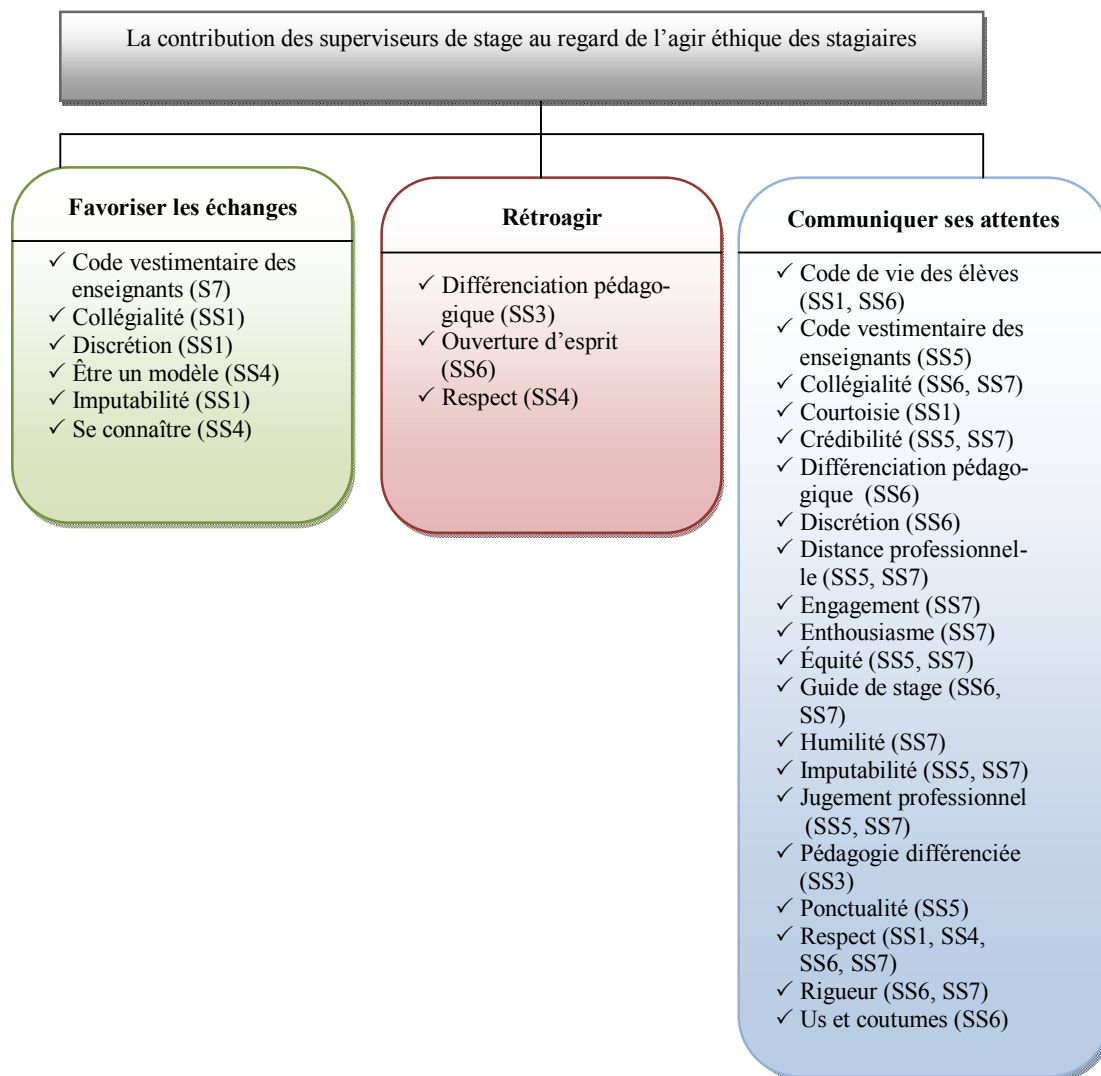 La contribution des superviseurs de stage au regard de l'agir éthique des stagiaires
Favoriser les échanges
✓ Code vestimentaire des
enseignants (S7)
✓ Collégialité (SS1)
✓ Discrétion (SS1)
✓ Être un modèle (SS4)
✓ Imputabilité (SS1)
✓ Se connaître (SS4)
Rétroagir
✓ Différenciation pédago-
gique (SS3)
✓ Ouverture d'esprit
(SS6)
✓ Respect (SS4)
Communiquer ses attentes
✓ Code de vie des élèves
(SS1, SS6)
✓ Code vestimentaire des
enseignants (SS5)
✓ Collégialité (SS6, SS7)
✓ Courtoisie (SS1)
✓ Crédibilité (SS5, SS7)
✓ Différenciation pédago-
gique (SS6)
✓ Discrétion (SS6)
✓ Distance professionnel-
le (SS5, SS7)
✓ Engagement (SS7)
✓ Enthousiasme (SS7)
✓ Équité (SS5, SS7)
✓ Guide de stage (SS6,
SS7)
✓ Humilité (SS7)
✓ Imputabilité (SS5, SS7)
✓ Jugement professionnel
(SS5, SS7)
✓ Pédagogie différenciée
(SS3)
✓ Ponctualité (SS5)
✓ Respect (SS1, SS4,
SS6, SS7)
✓ Rigueur (SS6, SS7)
✓ Us et coutumes (SS6)